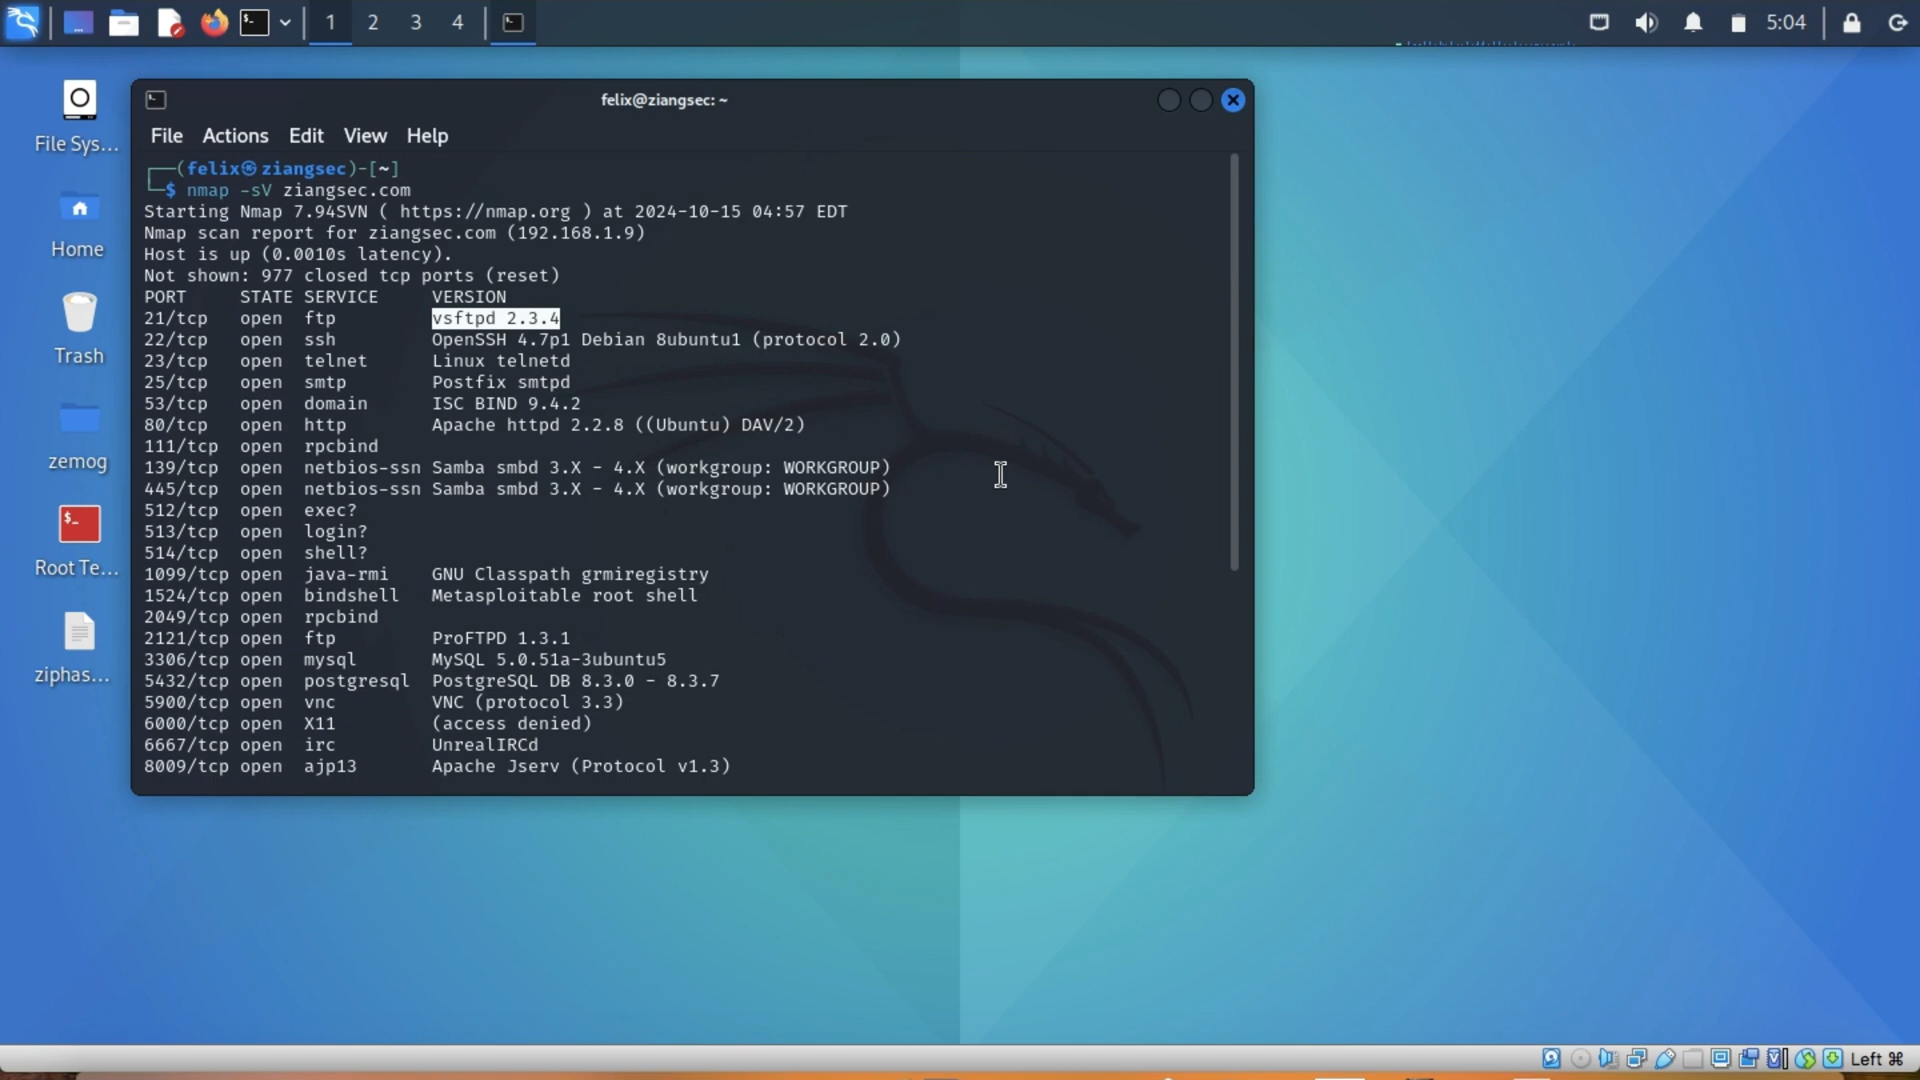 1 2 3 4
5:04
File Sys...
Home
Trash
zemog
Root Te...
ziphas...
felix@ziangsec: ~
File Actions Edit View Help
┌──(felix㉿ziangsec)-[~]
└─$ nmap -sV ziangsec.com
Starting Nmap 7.94SVN ( https://nmap.org ) at 2024-10-15 04:57 EDT
Nmap scan report for ziangsec.com (192.168.1.9)
Host is up (0.0010s latency).
Not shown: 977 closed tcp ports (reset)
PORT     STATE SERVICE     VERSION
21/tcp   open  ftp         vsftpd 2.3.4
22/tcp   open  ssh         OpenSSH 4.7p1 Debian 8ubuntu1 (protocol 2.0)
23/tcp   open  telnet      Linux telnetd
25/tcp   open  smtp        Postfix smtpd
53/tcp   open  domain      ISC BIND 9.4.2
80/tcp   open  http        Apache httpd 2.2.8 ((Ubuntu) DAV/2)
111/tcp  open  rpcbind
139/tcp  open  netbios-ssn Samba smbd 3.X - 4.X (workgroup: WORKGROUP)
445/tcp  open  netbios-ssn Samba smbd 3.X - 4.X (workgroup: WORKGROUP)
512/tcp  open  exec?
513/tcp  open  login?
514/tcp  open  shell?
1099/tcp open  java-rmi    GNU Classpath grmiregistry
1524/tcp open  bindshell   Metasploitable root shell
2049/tcp open  rpcbind
2121/tcp open  ftp         ProFTPD 1.3.1
3306/tcp open  mysql       MySQL 5.0.51a-3ubuntu5
5432/tcp open  postgresql  PostgreSQL DB 8.3.0 - 8.3.7
5900/tcp open  vnc         VNC (protocol 3.3)
6000/tcp open  X11         (access denied)
6667/tcp open  irc         UnrealIRCd
8009/tcp open  ajp13       Apache Jserv (Protocol v1.3)
Left ⌘